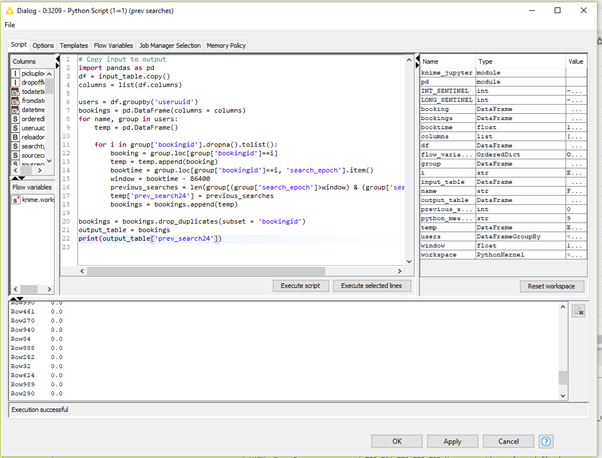 Dialog - 0:3209 - Python Script (1⇒1) (prev searches)
File
Script Options Templates Flow Variables Job Manager Selection Memory Policy
Columns
I pickuploc
I dropoffl
todatetir
fromdate
datetim
S orderedl
S useruuid
B reloador
S searchty
S sourceco
Flow variables
s knime.works
1 # Copy input to output
2 import pandas as pd
3 df = input_table.copy()
4 columns = list(df.columns)
5
6 users = df.groupby('useruuid')
7 bookings = pd.DataFrame(columns = columns)
8 for name, group in users:
9 temp = pd.DataFrame()
10
11 for i in group['bookingid'].dropna().tolist():
12 booking = group.loc[group['bookingid']==i]
13 temp = temp.append(booking)
14 booktime = group.loc[group['bookingid']==i, 'search_epoch'].item()
15 window = booktime - 86400
16 previous_searches = len(group[(group['search_epoch']>window) & (group['sea
17 temp['prev_search24'] = previous_searches
18 bookings = bookings.append(temp)
19
20 bookings = bookings.drop_duplicates(subset = 'bookingid')
21 output_table = bookings
22 print(output_table['prev_search24'])
23
Execute script Execute selected lines
Name Type Value
knime_jupyter module
pd module
INT_SENTINEL int -...
LONG_SENTINEL int -...
booking DataFrame ...
bookings DataFrame ...
booktime float 1...
columns list [...
df DataFrame ...
flow_varia... OrderedDict O...
group DataFrame ...
i str E...
input_table DataFrame ...
name str F...
output_table DataFrame ...
previous_s... int 0
python_mes... str 9
temp DataFrame E...
users DataFrameGroupBy <...
window float 1...
workspace PythonKernel <...
Reset workspace
Row990 0.0
Row461 0.0
Row270 0.0
Row940 0.0
Row84 0.0
Row888 0.0
Row252 0.0
Row32 0.0
Row624 0.0
Row989 0.0
Row290 0.0
Execution successful
OK Apply Cancel ?